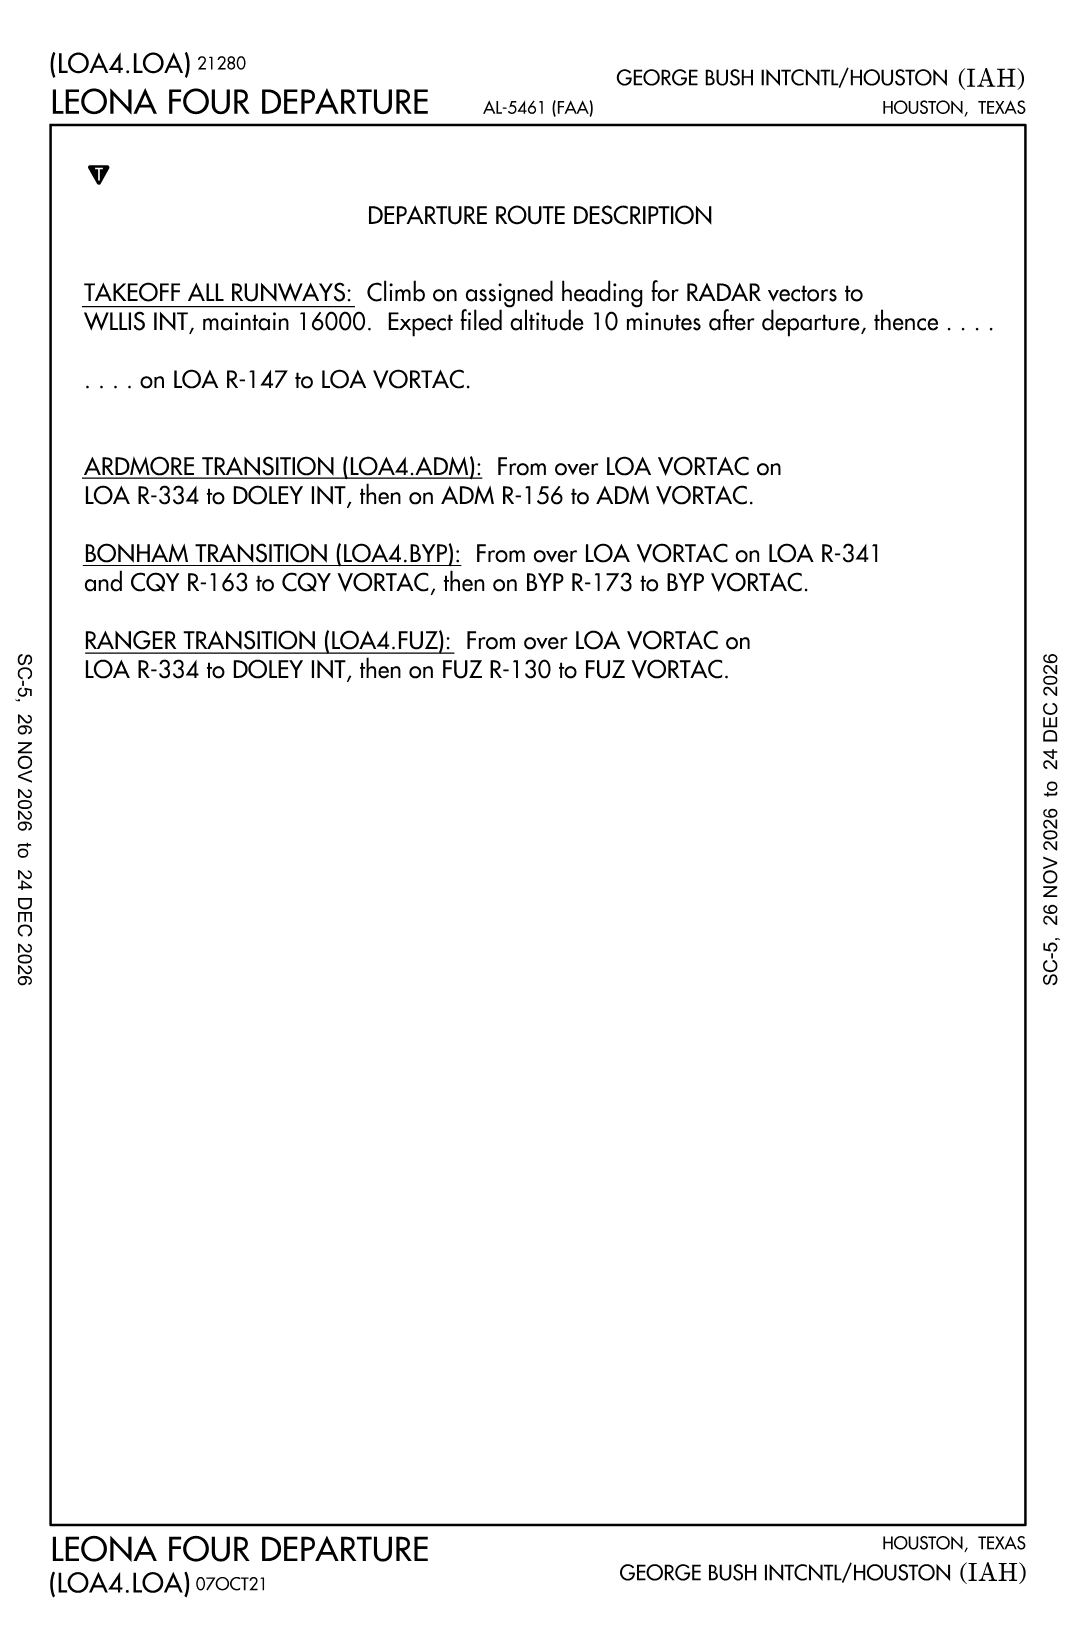 (LOA4.LOA) 21280
LEONA FOUR DEPARTURE
AL-5461 (FAA)
GEORGE BUSH INTCNTL/HOUSTON (IAH)
HOUSTON, TEXAS
T
DEPARTURE ROUTE DESCRIPTION
TAKEOFF ALL RUNWAYS: Climb on assigned heading for RADAR vectors to
WLLIS INT, maintain 16000. Expect filed altitude 10 minutes after departure, thence . . . .
. . . . on LOA R-147 to LOA VORTAC.
ARDMORE TRANSITION (LOA4.ADM): From over LOA VORTAC on
LOA R-334 to DOLEY INT, then on ADM R-156 to ADM VORTAC.
BONHAM TRANSITION (LOA4.BYP): From over LOA VORTAC on LOA R-341
and CQY R-163 to CQY VORTAC, then on BYP R-173 to BYP VORTAC.
RANGER TRANSITION (LOA4.FUZ): From over LOA VORTAC on
LOA R-334 to DOLEY INT, then on FUZ R-130 to FUZ VORTAC.
SC-5, 26 NOV 2026 to 24 DEC 2026
SC-5, 26 NOV 2026 to 24 DEC 2026
LEONA FOUR DEPARTURE
(LOA4.LOA) 07OCT21
HOUSTON, TEXAS
GEORGE BUSH INTCNTL/HOUSTON (IAH)